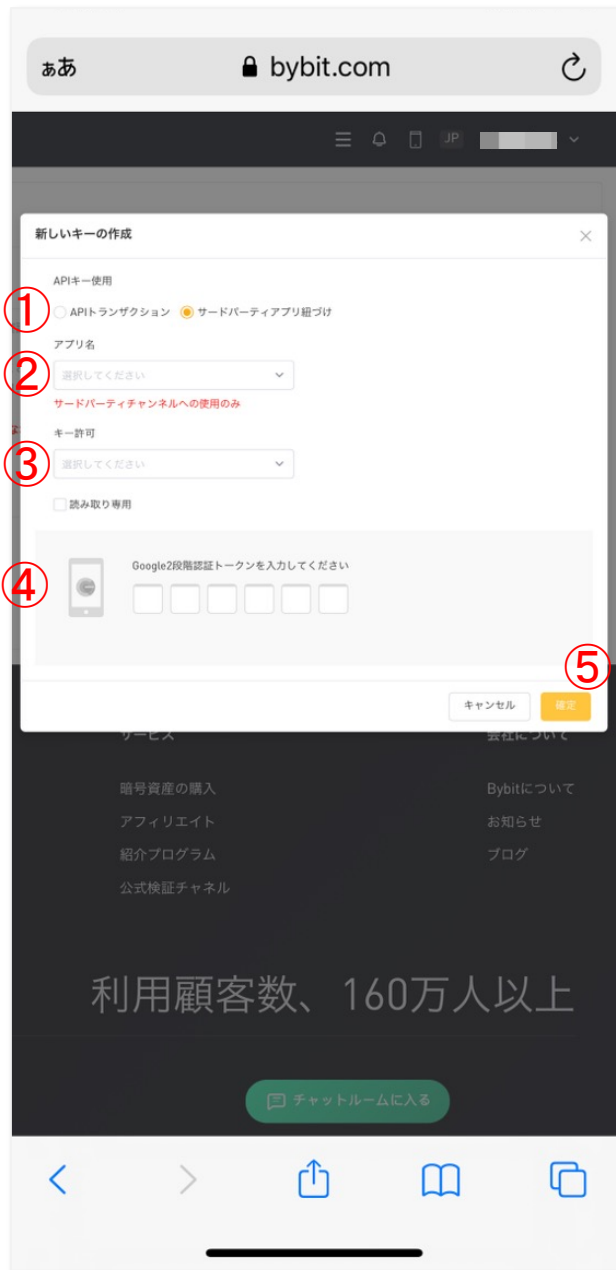 ぁあ bybit.com
JP
新しいキーの作成
APIキー使用
① APIトランザクション サードパーティアプリ紐づけ
アプリ名
② 選択してください
サードパーティチャンネルへの使用のみ
キー許可
③ 選択してください
読み取り専用
④ Google2段階認証トークンを入力してください
⑤
キャンセル 確定
サービス 会社について
暗号資産の購入 Bybitについて
アフィリエイト お知らせ
紹介プログラム ブログ
公式検証チャネル
利用顧客数、160万人以上
チャットルームに入る